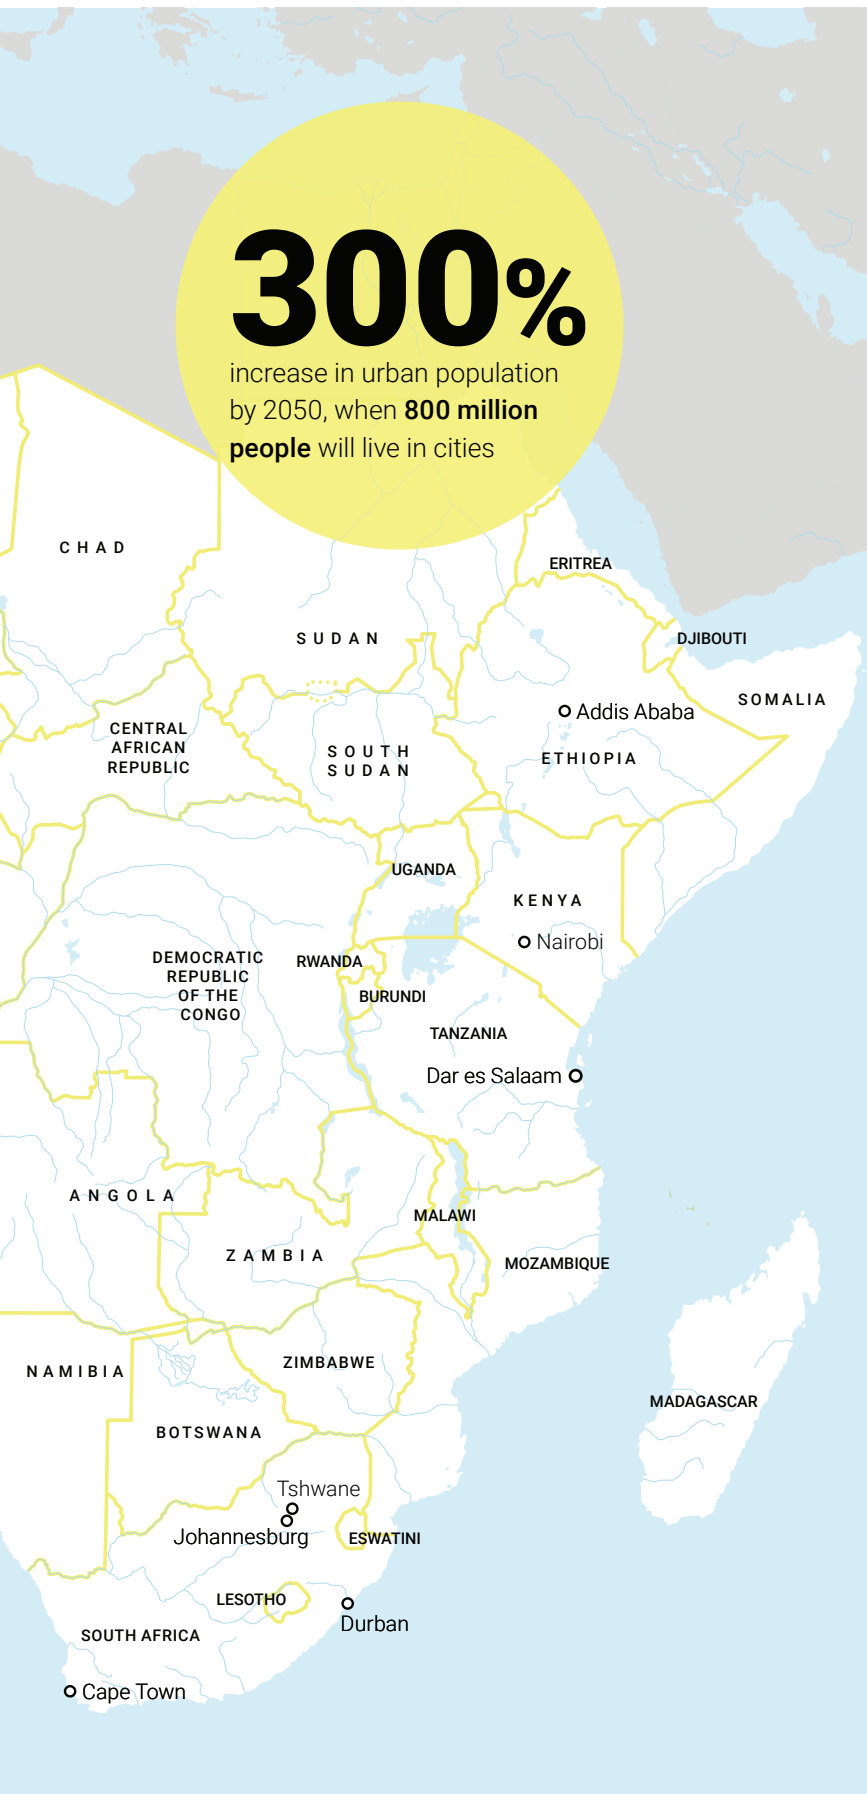 300%
increase in urban population
by 2050, when 800 million
people will live in cities
CHAD
ERITREA
SUDAN
DJIBOUTI
SOMALIA
Addis Ababa
CENTRAL
AFRICAN
REPUBLIC
SOUTH
SUDAN
ETHIOPIA
UGANDA
KENYA
Nairobi
DEMOCRATIC
REPUBLIC
OF THE
CONGO
RWANDA
BURUNDI
TANZANIA
Dar es Salaam
ANGOLA
MALAWI
ZAMBIA
MOZAMBIQUE
ZIMBABWE
NAMIBIA
MADAGASCAR
BOTSWANA
Tshwane
Johannesburg
ESWATINI
LESOTHO
Durban
SOUTH AFRICA
Cape Town